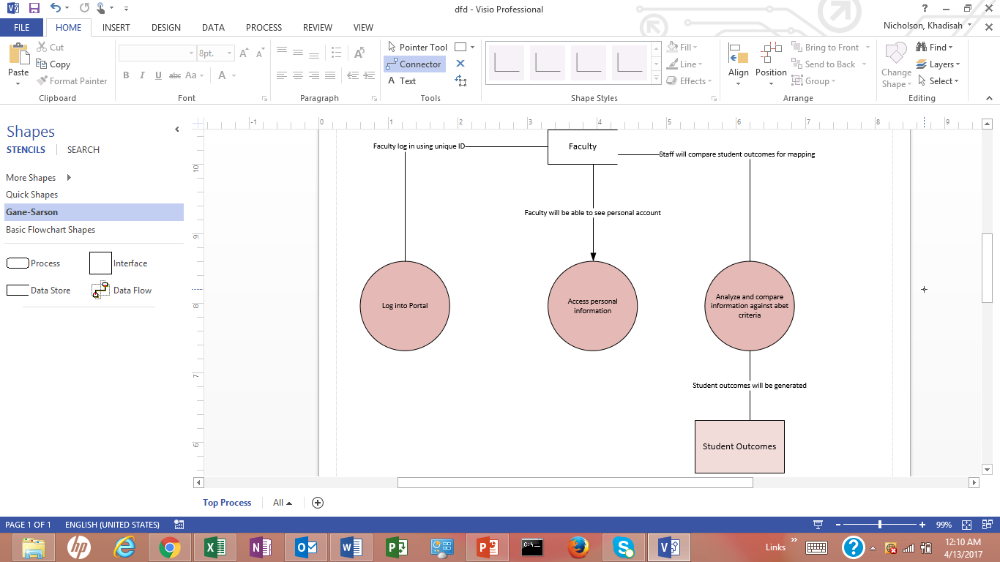 dfd - Visio Professional
?
FILE
HOME
INSERT
DESIGN
DATA
PROCESS
REVIEW
VIEW
Nicholson, Khadisah
Paste
Cut
Copy
Format Painter
Clipboard
8pt.
A
A
B I U abc Aa A
Font
A
Paragraph
Pointer Tool
Connector
A Text
Tools
Shape Styles
Fill
Line
Effects
Align
Position
Bring to Front
Send to Back
Group
Arrange
Change
Shape
Find
Layers
Select
Editing
Shapes
STENCILS
SEARCH
More Shapes
Quick Shapes
Gane-Sarson
Basic Flowchart Shapes
Process
Interface
Data Store
Data Flow
-1 0 1 2 3 4 5 6 7 8 9
10
9
8
7
6
Faculty log in using unique ID
Faculty
Staff will compare student outcomes for mapping
Faculty will be able to see personal account
Log into Portal
Access personal
information
Analyze and compare
information against abet
criteria
Student outcomes will be generated
Student Outcomes
Top Process
All
PAGE 1 OF 1
ENGLISH (UNITED STATES)
99%
Links
12:10 AM
4/13/2017